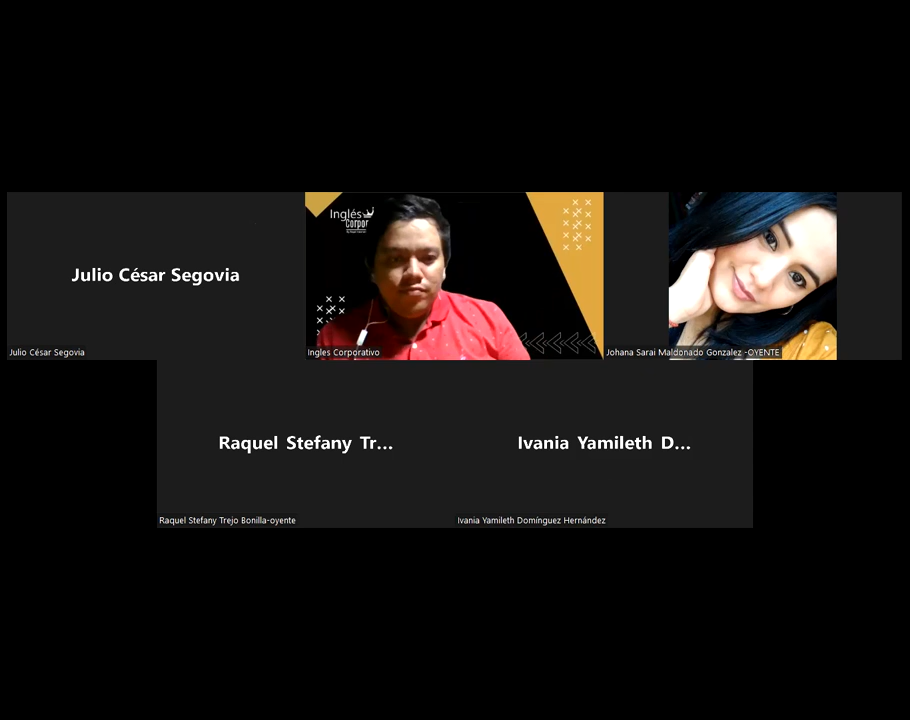 Julio César Segovia
Julio César Segovia
Inglés
Corpor
Ingles Corporativo
Johana Sarai Maldonado Gonzalez -OYENTE
Raquel Stefany Tr...
Raquel Stefany Trejo Bonilla-oyente
Ivania Yamileth D...
Ivania Yamileth Domínguez Hernández